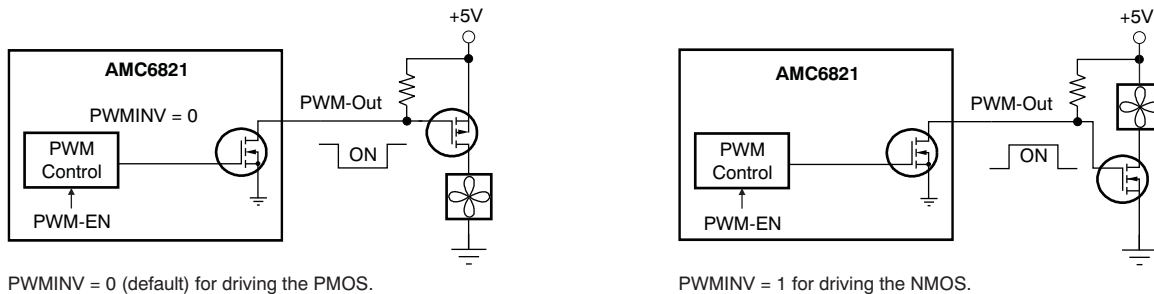 +5V
AMC6821
PWM-Out
PWMINV = 0
PWM
Control
ON
PWM-EN
PWMINV = 0 (default) for driving the PMOS.
+5V
AMC6821
PWM-Out
PWM
Control
ON
PWM-EN
PWMINV = 1 for driving the NMOS.